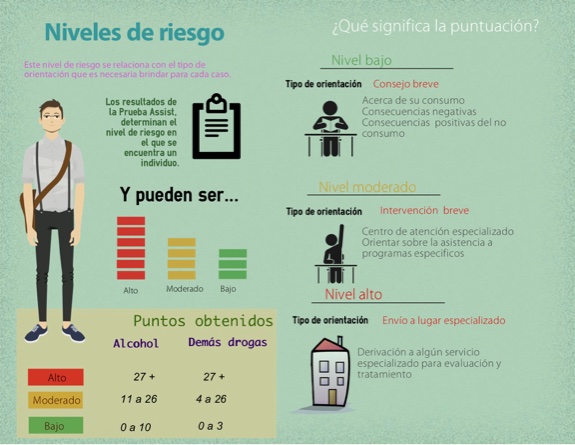 Niveles de riesgo
Este nivel de riesgo se relaciona con el tipo de
orientación que es necesaria brindar para cada caso.
Los resultados de
la Prueba Assist,
determinan el
nivel de riesgo en
el que se
encuentra un
individuo.
Y pueden ser...
Alto
Moderado
Bajo
Puntos obtenidos
Alcohol
Demás drogas
Alto
27 +
27 +
Moderado
11 a 26
4 a 26
Bajo
0 a 10
0 a 3
¿Qué significa la puntuación?
Nivel bajo
Tipo de orientación
Consejo breve
Acerca de su consumo
Consecuencias negativas
Consecuencias positivas del no
consumo
Nivel moderado
Tipo de orientación
Intervención breve
Centro de atención especializado
Orientar sobre la asistencia a
programas especificos
Nivel alto
Tipo de orientación
Envío a lugar especializado
Derivación a algún servicio
especializado para evaluación y
tratamiento